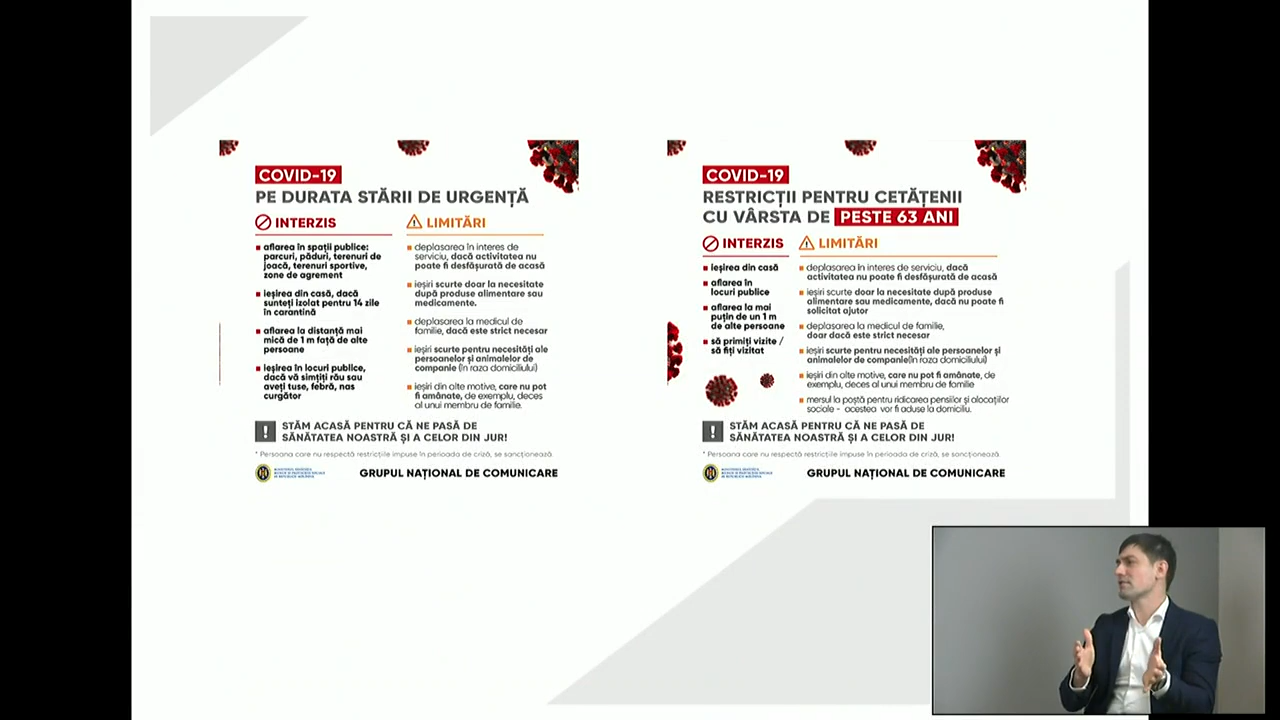 COVID-19
PE DURATA STĂRII DE URGENȚĂ
INTERZIS
aflarea în spații publice:
parcuri, păduri, terenuri de
joacă, terenuri sportive,
zone de agrement
ieșirea din casă, dacă
sunteți izolat pentru 14 zile
în carantină
aflarea la distanță mai
mică de 1 m față de alte
persoane
ieșirea în locuri publice,
dacă vă simțiți rău sau
aveți tuse, febră, nas
curgător
LIMITĂRI
deplasarea în interes de
serviciu, dacă activitatea nu
poate fi desfășurată de acasă
ieșiri scurte doar la necesitate
după produse alimentare sau
medicamente.
deplasarea la medicul de
familie, dacă este strict necesar
ieșiri scurte pentru necesități ale
persoanelor și animalelor de
companie (în raza domiciliului)
ieșiri din alte motive, care nu pot
fi amânate, de exemplu, deces
al unui membru de familie.
STĂM ACASĂ PENTRU CĂ NE PASĂ DE
SĂNĂTATEA NOASTRĂ ȘI A CELOR DIN JUR!
* Persoana care nu respectă restricțiile impuse în perioada de criză, se sancționează.
GRUPUL NAȚIONAL DE COMUNICARE
COVID-19
RESTRICȚII PENTRU CETĂȚENII
CU VÂRSTA DE PESTE 63 ANI
INTERZIS
ieșirea din casă
aflarea în
locuri publice
aflarea la mai
puțin de un 1 m
de alte persoane
să primiți vizite /
să fiți vizitat
LIMITĂRI
deplasarea în interes de serviciu, dacă
activitatea nu poate fi desfășurată de acasă
ieșiri scurte doar la necesitate după produse
alimentare sau medicamente, dacă nu poate fi
solicitat ajutor
deplasarea la medicul de familie,
doar dacă este strict necesar
ieșiri scurte pentru necesități ale persoanelor și
animalelor de companie(în raza domiciliului)
ieșiri din alte motive, care nu pot fi amânate, de
exemplu, deces al unui membru de familie
mersul la poștă pentru ridicarea pensiilor și alocațiilor
sociale - acestea vor fi aduse la domiciliu.
STĂM ACASĂ PENTRU CĂ NE PASĂ DE
SĂNĂTATEA NOASTRĂ ȘI A CELOR DIN JUR!
* Persoana care nu respectă restricțiile impuse în perioada de criză, se sancționează.
GRUPUL NAȚIONAL DE COMUNICARE